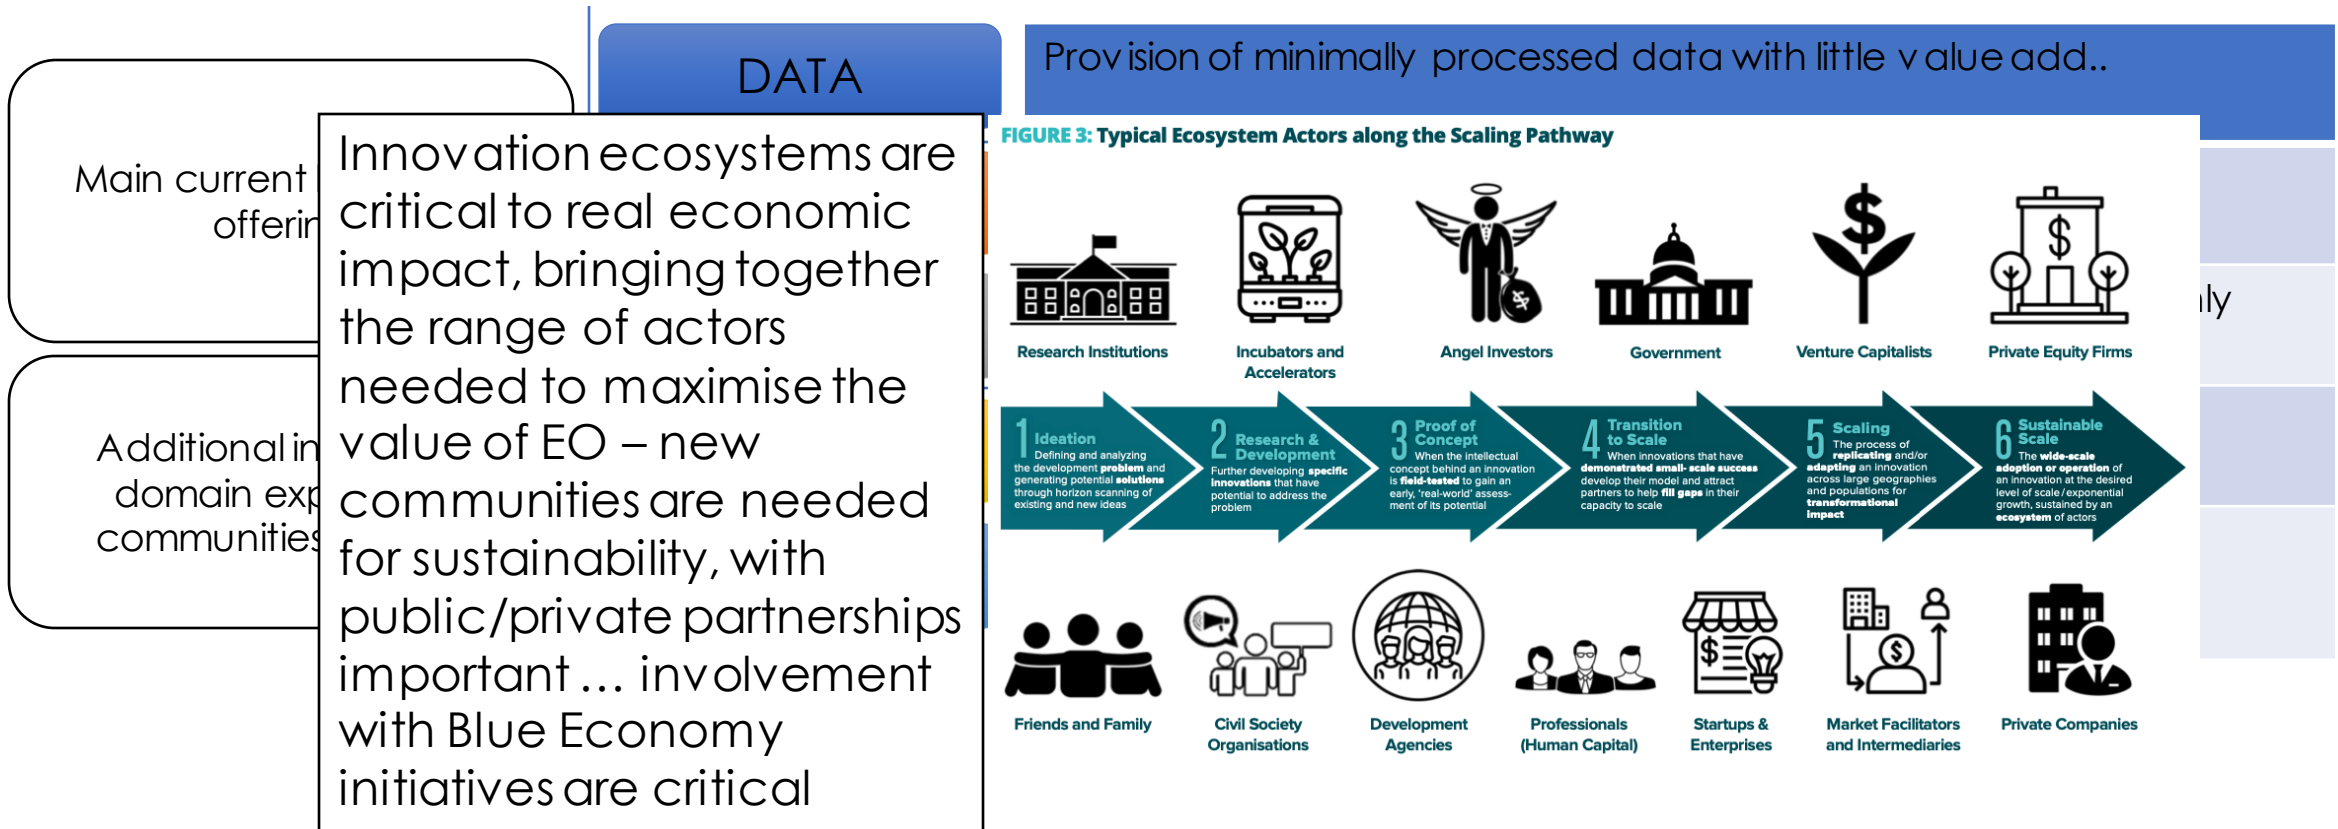 DATA
Provision of minimally processed data with little value add..
Main current
offerin
Additional in
domain exp
communities
Innovation ecosystems are
critical to real economic
impact, bringing together
the range of actors
needed to maximise the
value of EO – new
communities are needed
for sustainability, with
public/private partnerships
important … involvement
with Blue Economy
initiatives are critical
FIGURE 3: Typical Ecosystem Actors along the Scaling Pathway
Research Institutions
Incubators and
Accelerators
Angel Investors
Government
Venture Capitalists
Private Equity Firms
1 Ideation
Defining and analyzing
the development problem and
generating potential solutions
through horizon scanning of
existing and new ideas
2 Research &
Development
Further developing specific
innovations that have
potential to address the
problem
3 Proof of
Concept
When the intellectual
concept behind an innovation
is field-tested to gain an
early, 'real-world' assess-
ment of its potential
4 Transition
to Scale
When innovations that have
demonstrated small- scale success
develop their model and attract
partners to help fill gaps in their
capacity to scale
5 Scaling
The process of
replicating and/or
adapting an innovation
across large geographies
and populations for
transformational
impact
6 Sustainable
Scale
The wide-scale
adoption or operation of
an innovation at the desired
level of scale/exponential
growth, sustained by an
ecosystem of actors
Friends and Family
Civil Society
Organisations
Development
Agencies
Professionals
(Human Capital)
Startups &
Enterprises
Market Facilitators
and Intermediaries
Private Companies